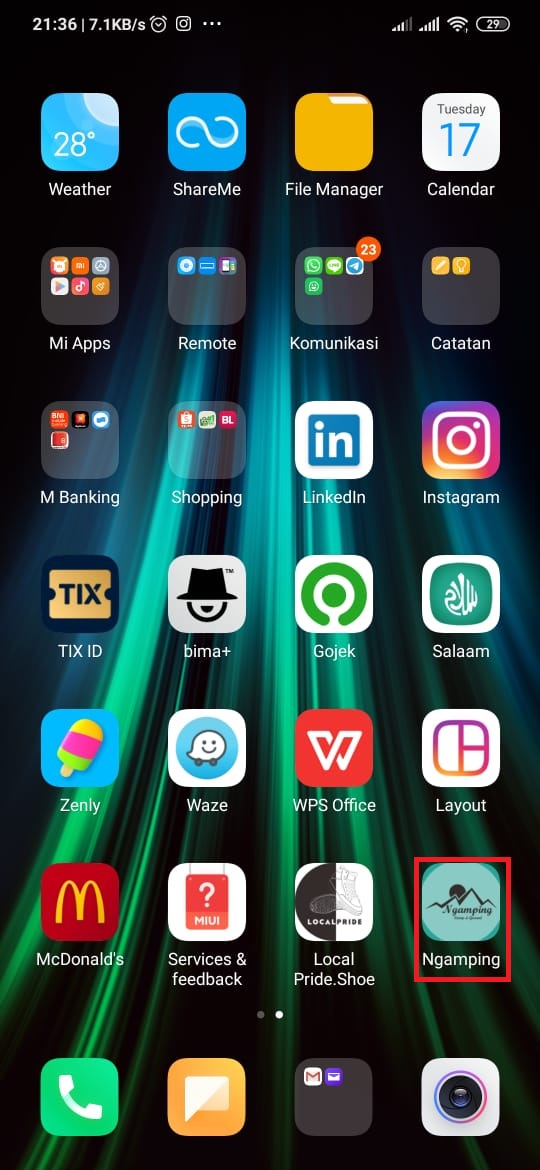 21:36 | 7.1KB/s
29
28°
Tuesday
17
Weather
ShareMe
File Manager
Calendar
23
Mi Apps
Remote
Komunikasi
Catatan
BNI
BL
M Banking
Shopping
in
LinkedIn
Instagram
TIX
TM
TIX ID
bima+
Gojek
Salaam
Zenly
Waze
WPS Office
Layout
?
MIUI
LOCALPRIDE
Ngamping
McDonald's
Services &
feedback
Local
Pride.Shoe
Ngamping